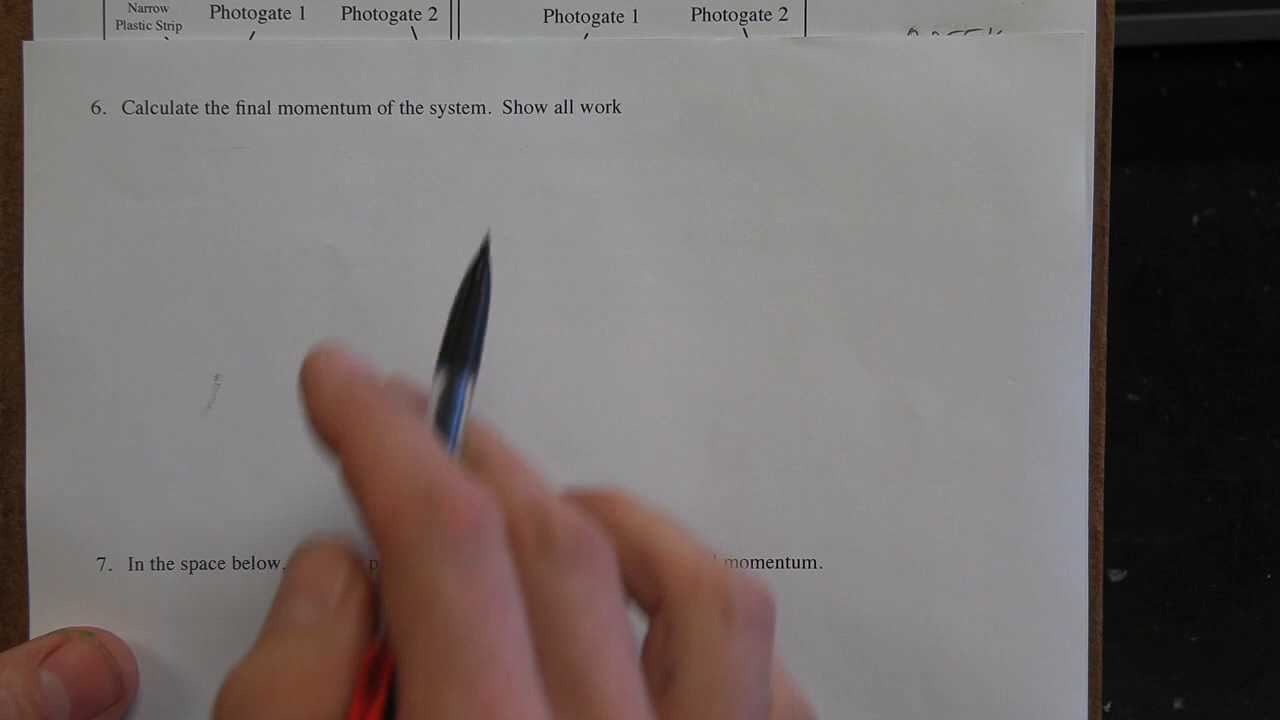 Narrow
Plastic Strip
Photogate 1
Photogate 2
Photogate 1
Photogate 2
6. Calculate the final momentum of the system. Show all work
7. In the space below, momentum.